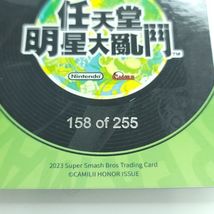 任天堂
明星大亂鬥
TM
Nintendo
158 of 255
2023 Super Smash Bros Trading Card
©CAMILII HONOR ISSUE